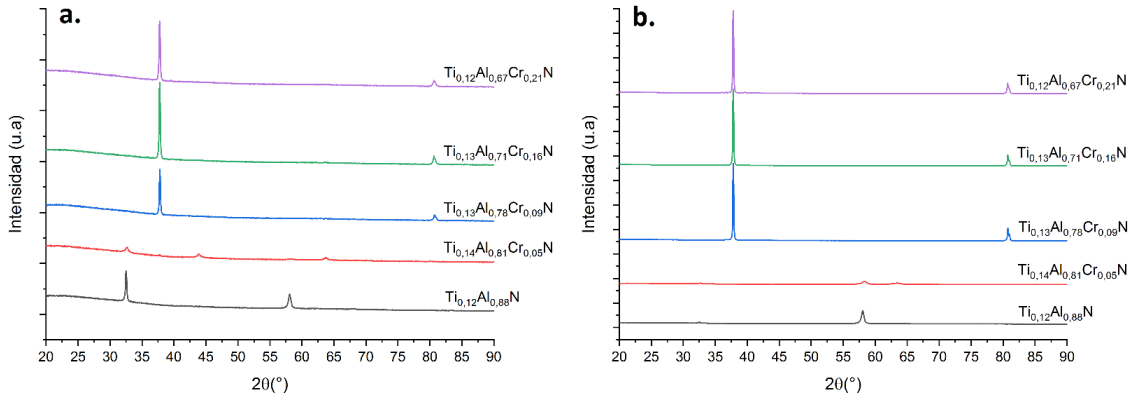 a.
Intensidad (u.a)
Ti0,12Al0,67Cr0,21N
Ti0,13Al0,71Cr0,16N
Ti0,13Al0,78Cr0,09N
Ti0,14Al0,81Cr0,05N
Ti0,12Al0,88N
20 25 30 35 40 45 50 55 60 65 70 75 80 85 90
2θ(°)
b.
Intensidad (u.a)
Ti0,12Al0,67Cr0,21N
Ti0,13Al0,71Cr0,16N
Ti0,13Al0,78Cr0,09N
Ti0,14Al0,81Cr0,05N
Ti0,12Al0,88N
20 25 30 35 40 45 50 55 60 65 70 75 80 85 90
2θ(°)